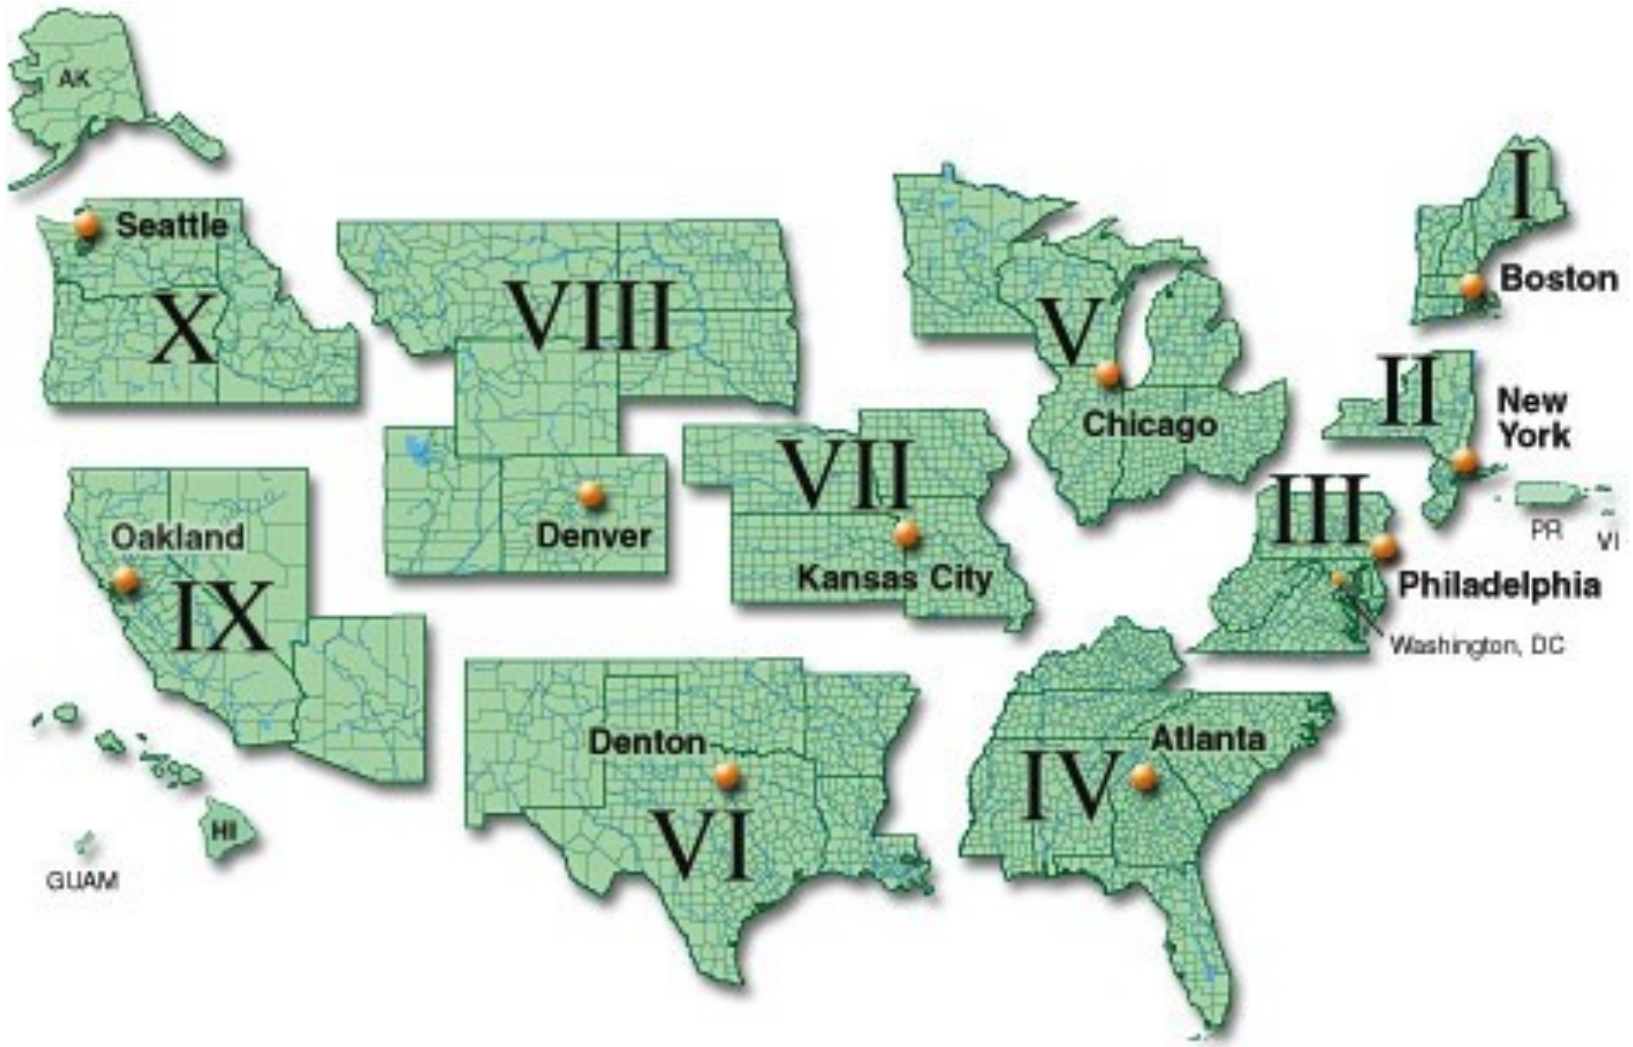 AK
Seattle
X
VIII
V
I
Boston
II
New
York
Chicago
VII
III
PR
VI
Oakland
Denver
Kansas City
Philadelphia
IX
Washington, DC
Denton
Atlanta
IV
VI
HI
GUAM